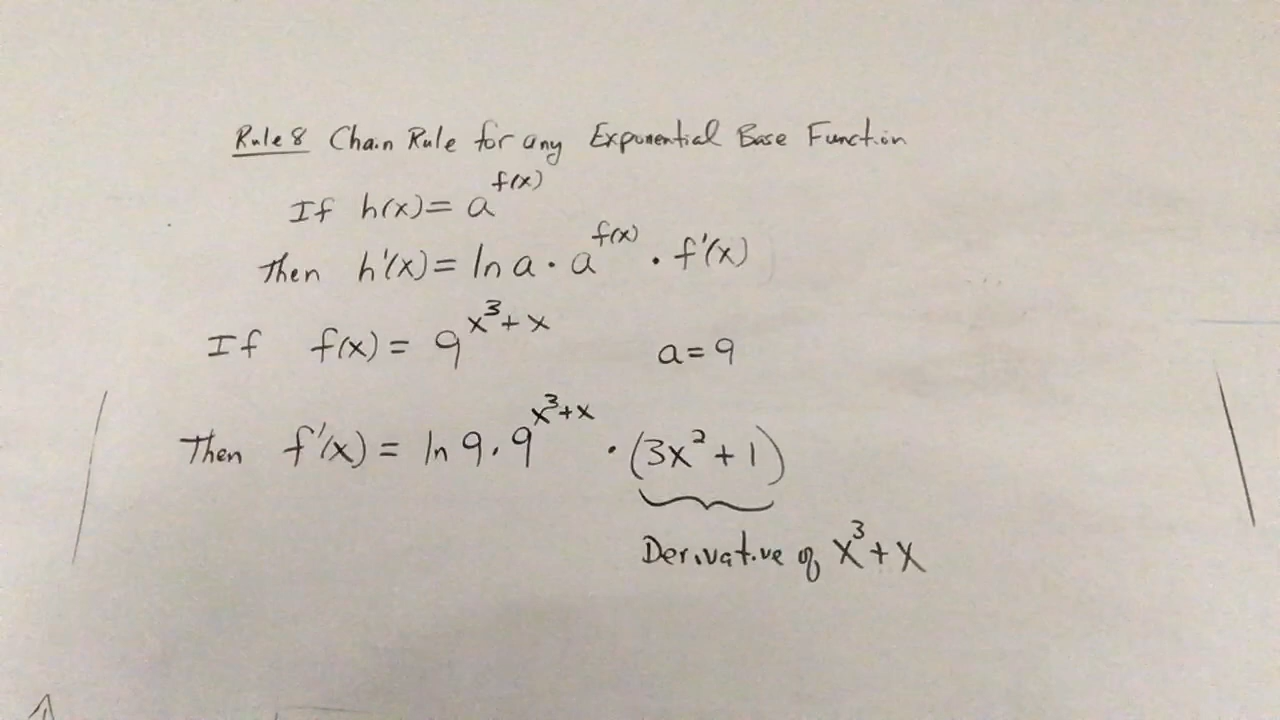 Rule 8 Chain Rule for any Exponential Base Function
If h(x) = a^f(x)
Then h'(x) = ln a · a^f(x) · f'(x)
If f(x) = 9^x³+x a = 9
Then f'(x) = ln 9 · 9^x³+x · (3x² + 1)
Derivative of x³ + x